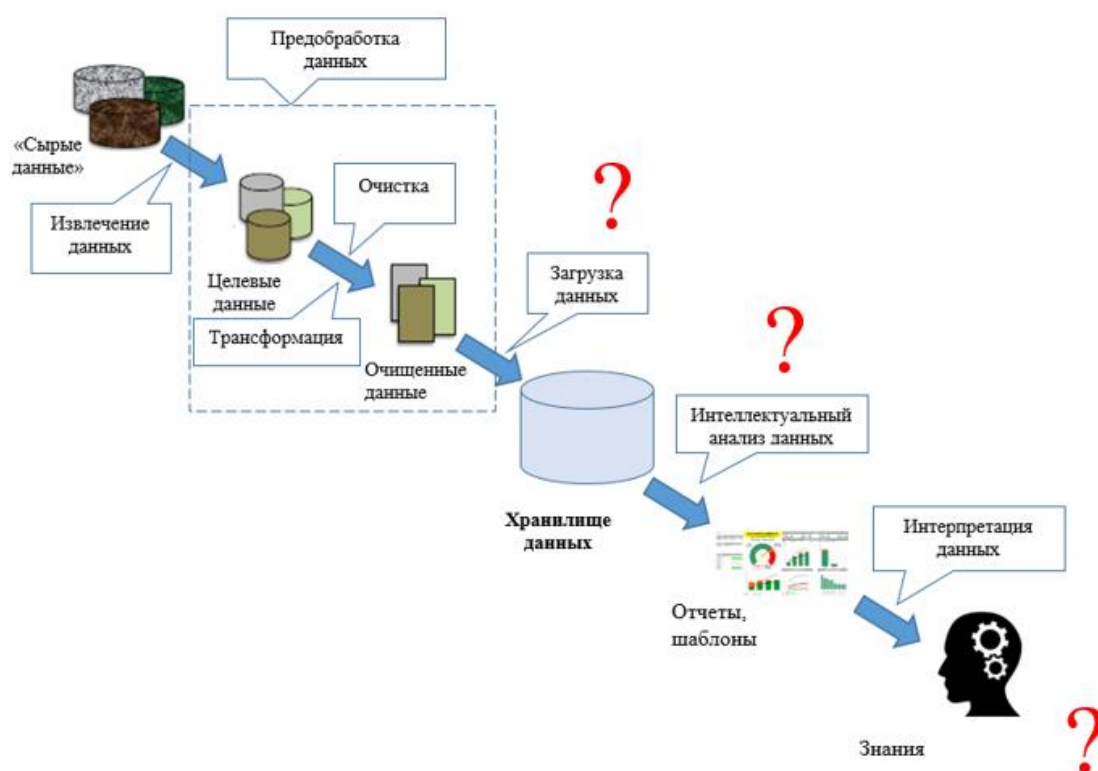 Предобработка
данных
«Сырые
данные»
Извлечение
данных
Очистка
Целевые
данные
Трансформация
Очищенные
данные
?
Загрузка
данных
?
Хранилище
данных
Интеллектуальный
анализ данных
Отчеты,
шаблоны
Интерпретация
данных
Знания
?